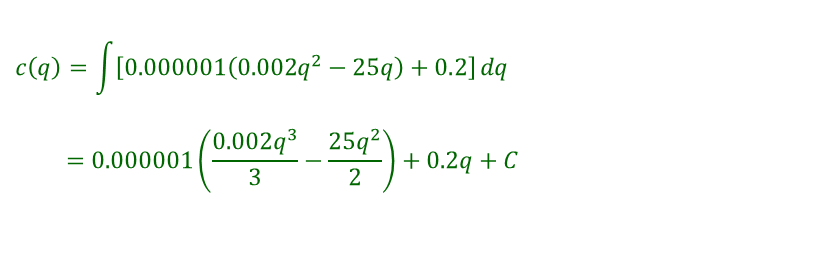 c(q) = ∫[0.000001(0.002q² − 25q) + 0.2] dq
= 0.000001(0.002q³/3 − 25q²/2) + 0.2q + C